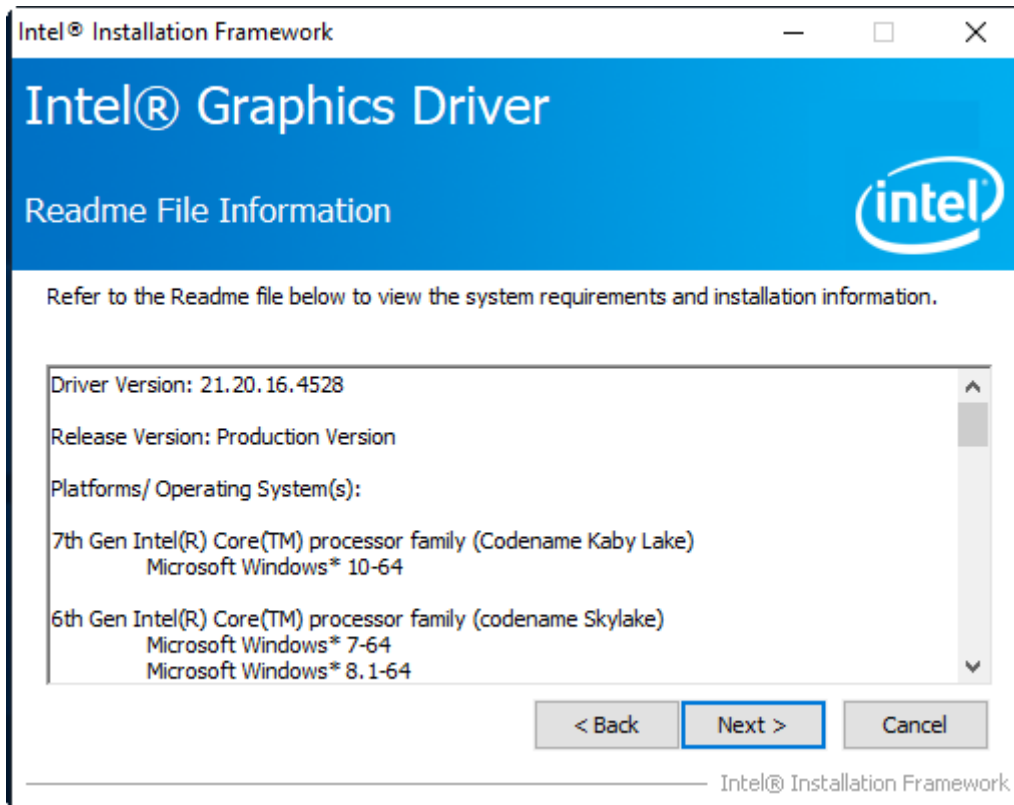 Intel® Installation Framework
Intel® Graphics Driver
Readme File Information
intel
Refer to the Readme file below to view the system requirements and installation information.
Driver Version: 21.20.16.4528
Release Version: Production Version
Platforms/ Operating System(s):
7th Gen Intel(R) Core(TM) processor family (Codename Kaby Lake)
Microsoft Windows* 10-64
6th Gen Intel(R) Core(TM) processor family (codename Skylake)
Microsoft Windows* 7-64
Microsoft Windows* 8.1-64
< Back Next > Cancel
Intel® Installation Framework